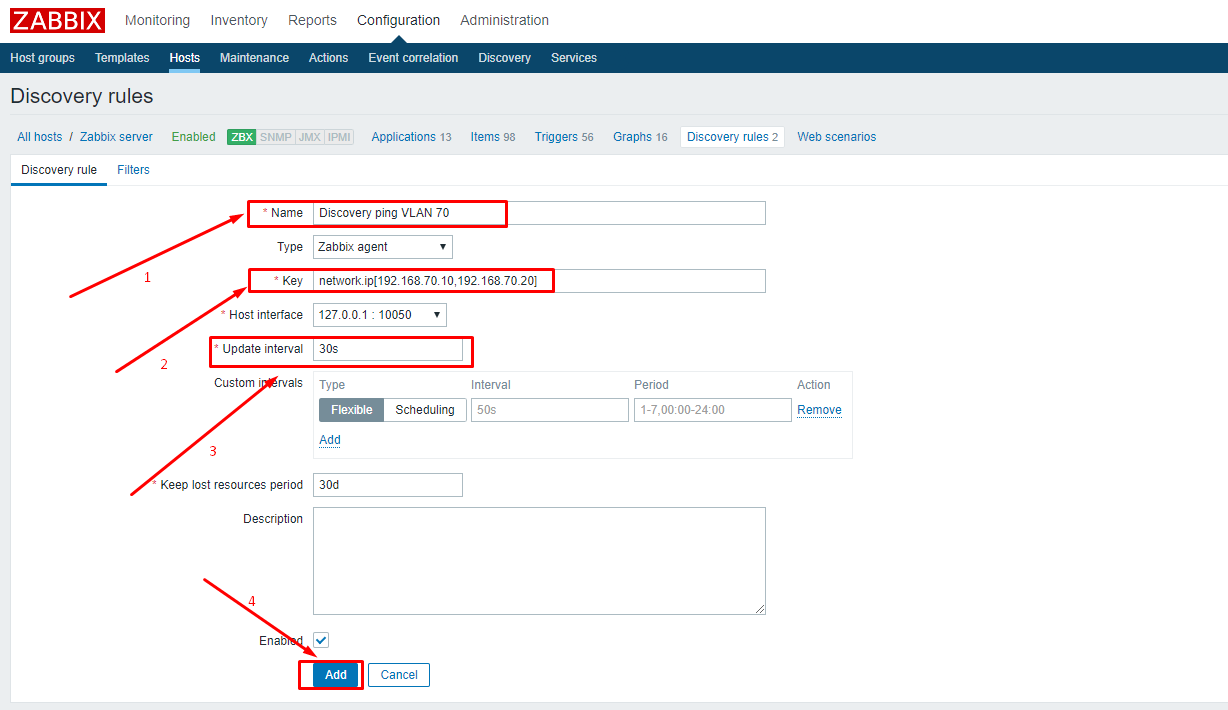 ZABBIX Monitoring Inventory Reports Configuration Administration
Host groups Templates Hosts Maintenance Actions Event correlation Discovery Services
Discovery rules
All hosts / Zabbix server Enabled ZBX SNMP JMX IPMI Applications 13 Items 98 Triggers 56 Graphs 16 Discovery rules 2 Web scenarios
Discovery rule Filters
* Name Discovery ping VLAN 70
Type Zabbix agent
1
* Key network.ip[192.168.70.10,192.168.70.20]
* Host interface 127.0.0.1 : 10050
* Update interval 30s
2
Custom intervals Type Interval Period Action
Flexible Scheduling 50s 1-7,00:00-24:00 Remove
Add
3
* Keep lost resources period 30d
Description
4
Enabled
Add Cancel